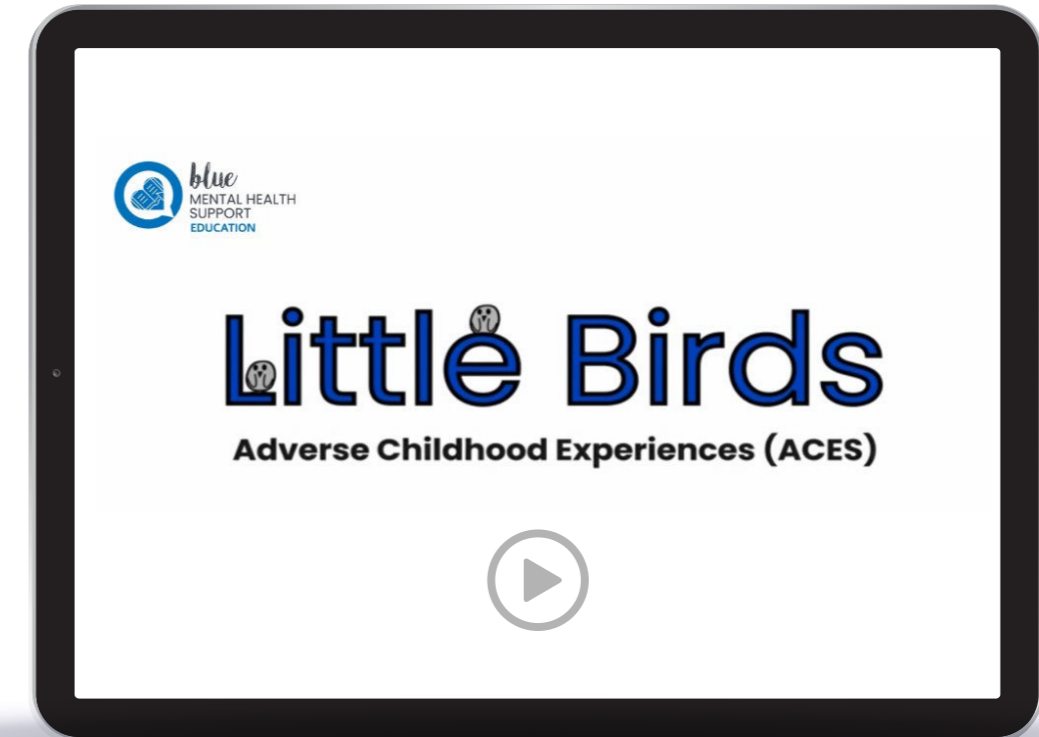 blue
MENTAL HEALTH
SUPPORT
EDUCATION
Little Birds
Adverse Childhood Experiences (ACES)